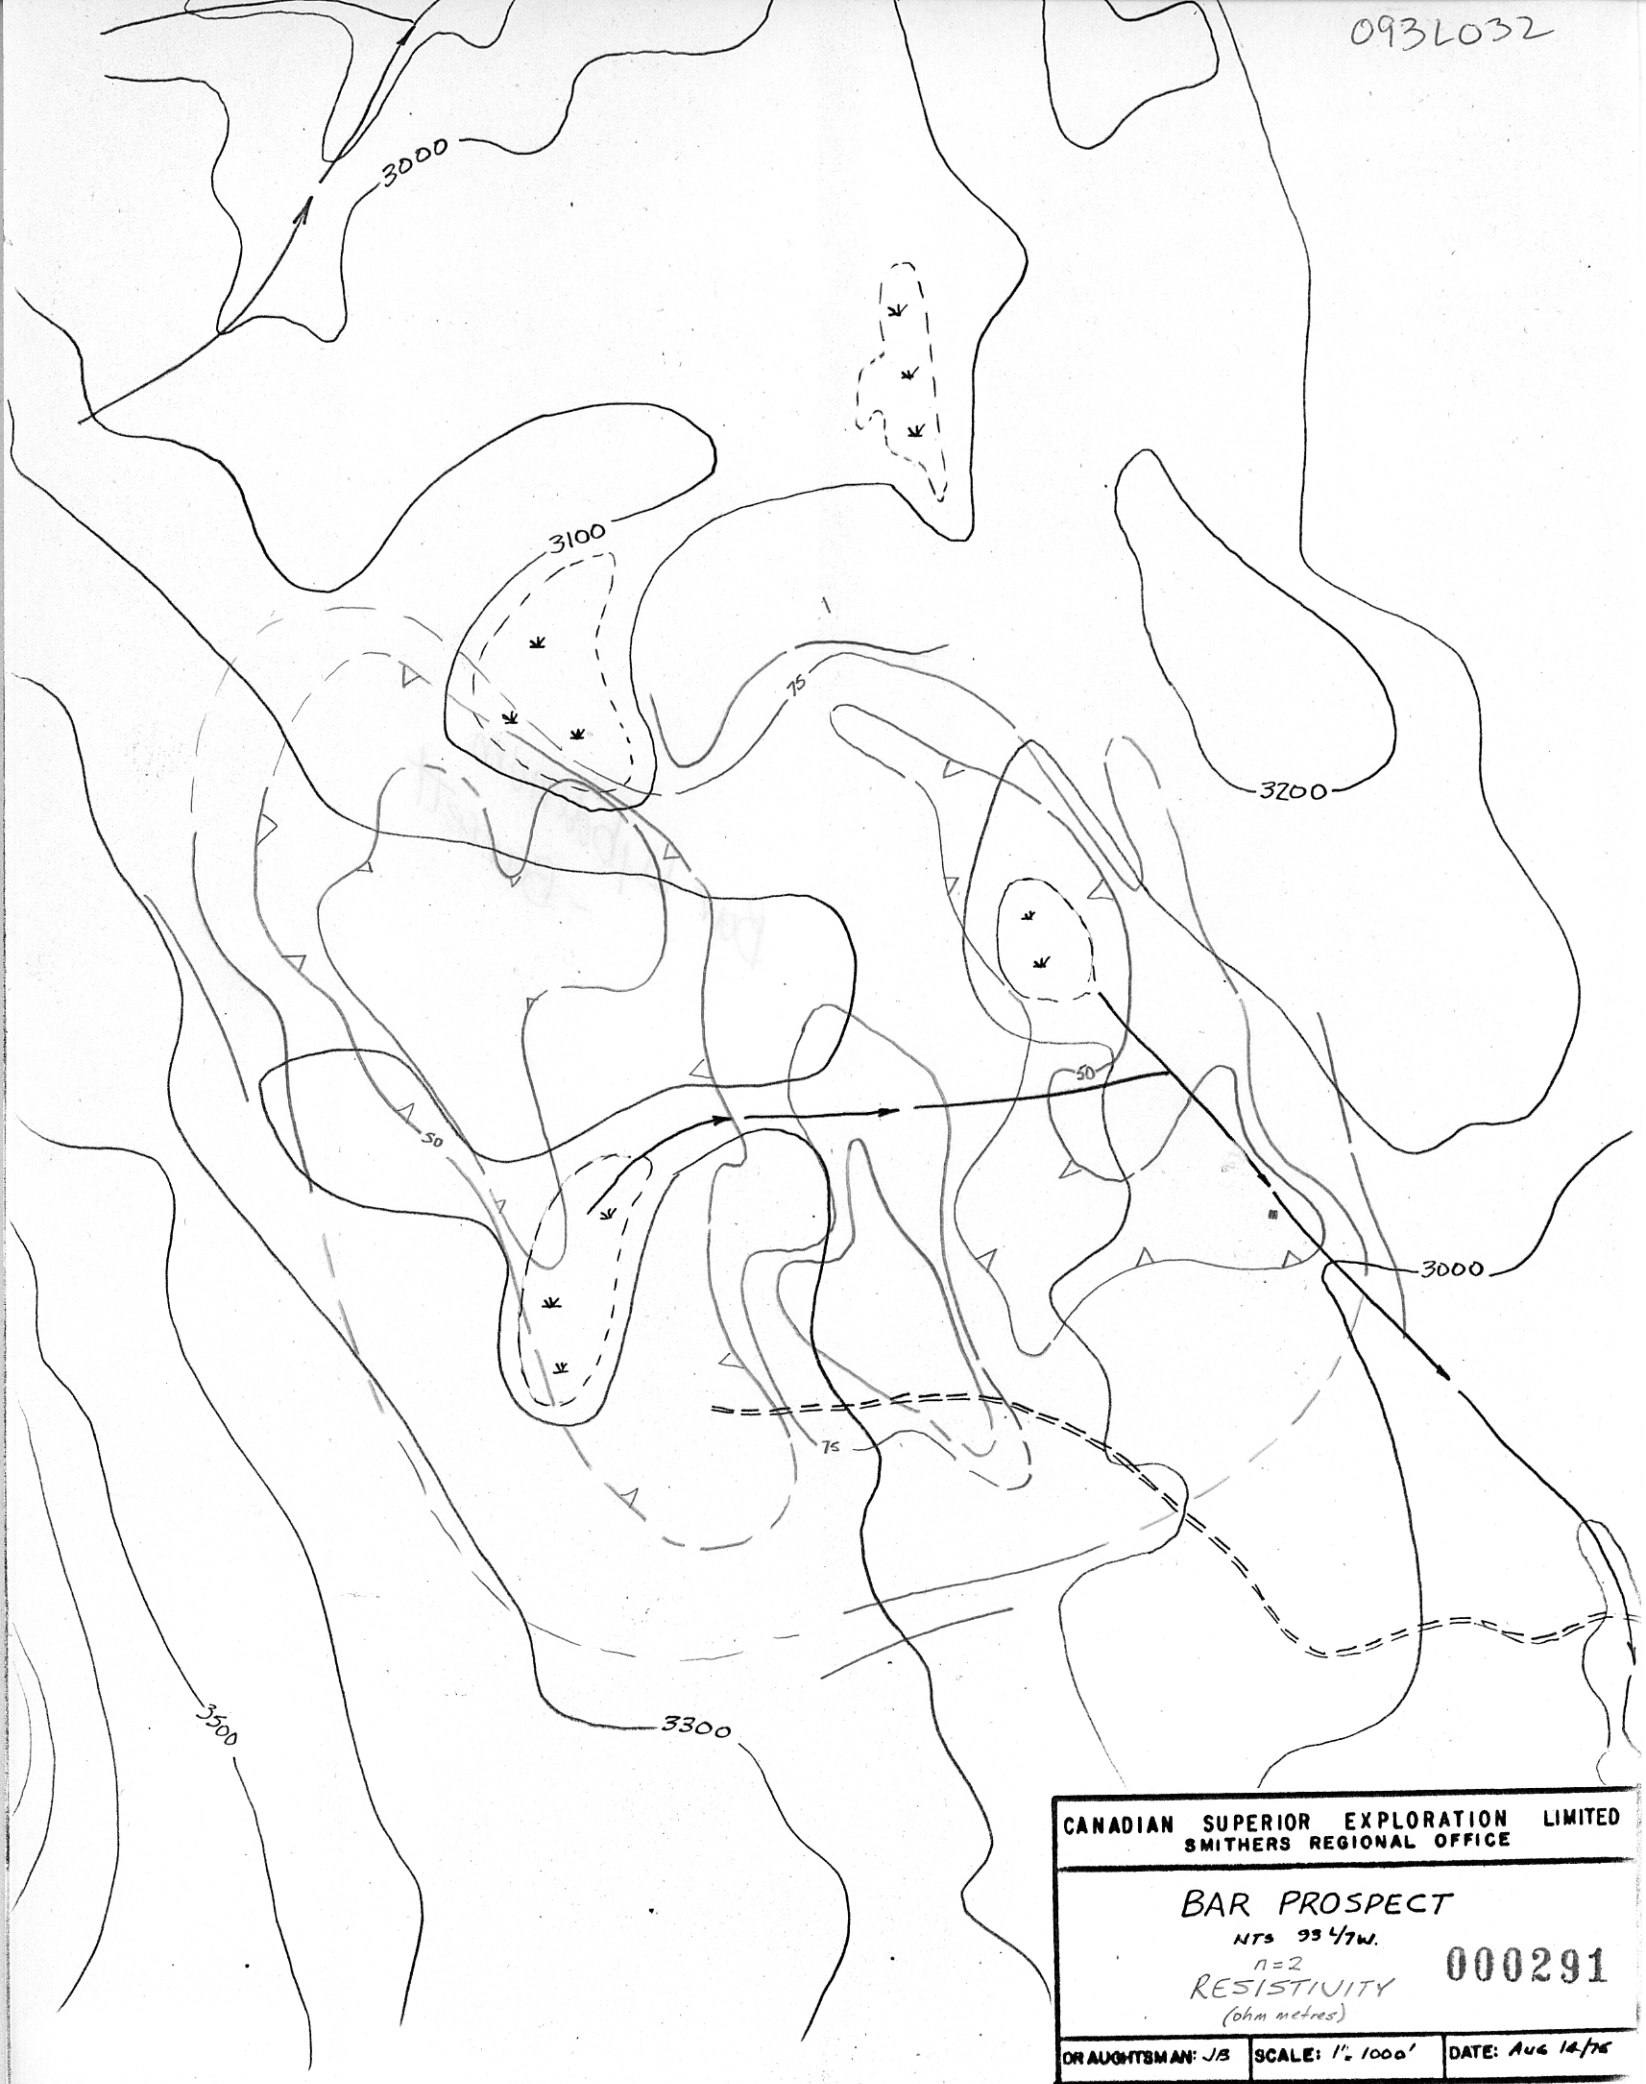 093L032
3000
3100
75
3200
50
50
3000
75
3500
3300
CANADIAN SUPERIOR EXPLORATION LIMITED
SMITHERS REGIONAL OFFICE
BAR PROSPECT
NTS 93 L/7W.
n=2
000291
RESISTIVITY
(ohm metres)
DRAUGHTSMAN: JB
SCALE: 1"= 1000'
DATE: AUG 14/75